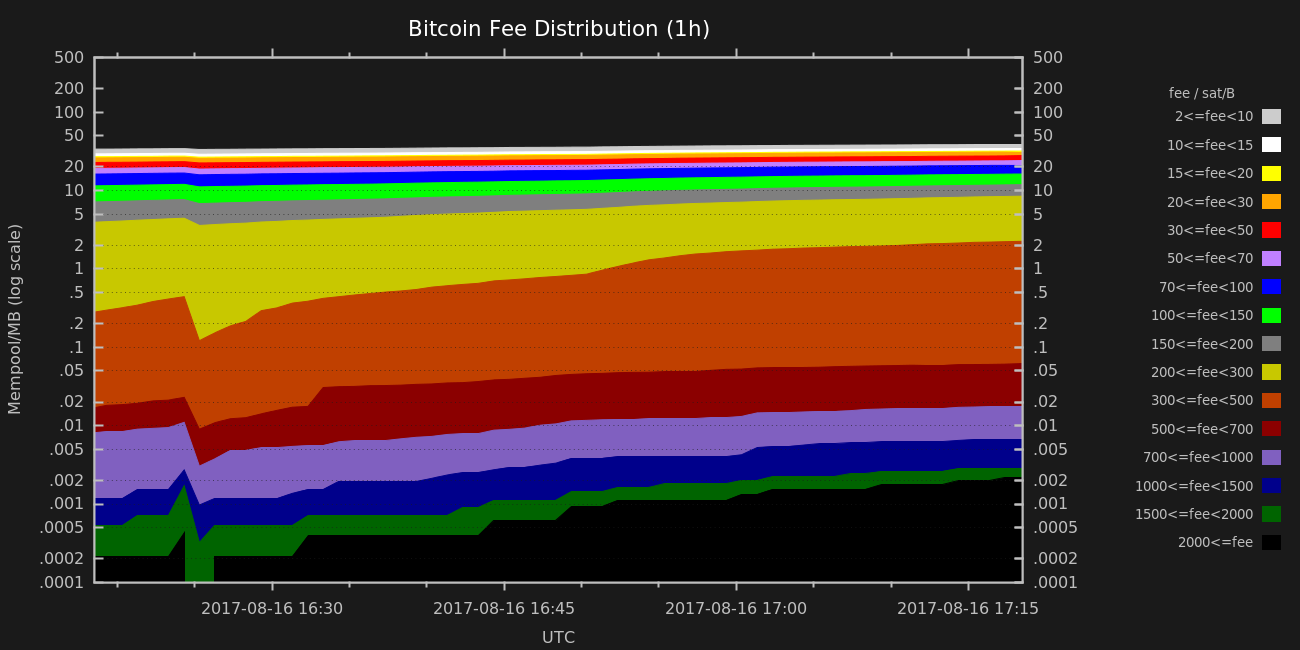 Bitcoin Fee Distribution (1h)
500 500
200 200
100 100
50 50
20 20
10 10
5 5
2 2
1 1
.5 .5
.2 .2
.1 .1
.05 .05
.02 .02
.01 .01
.005 .005
.002 .002
.001 .001
.0005 .0005
.0002 .0002
.0001 .0001
Mempool/MB (log scale)
2017-08-16 16:30 2017-08-16 16:45 2017-08-16 17:00 2017-08-16 17:15
UTC
fee / sat/B
2<=fee<10
10<=fee<15
15<=fee<20
20<=fee<30
30<=fee<50
50<=fee<70
70<=fee<100
100<=fee<150
150<=fee<200
200<=fee<300
300<=fee<500
500<=fee<700
700<=fee<1000
1000<=fee<1500
1500<=fee<2000
2000<=fee